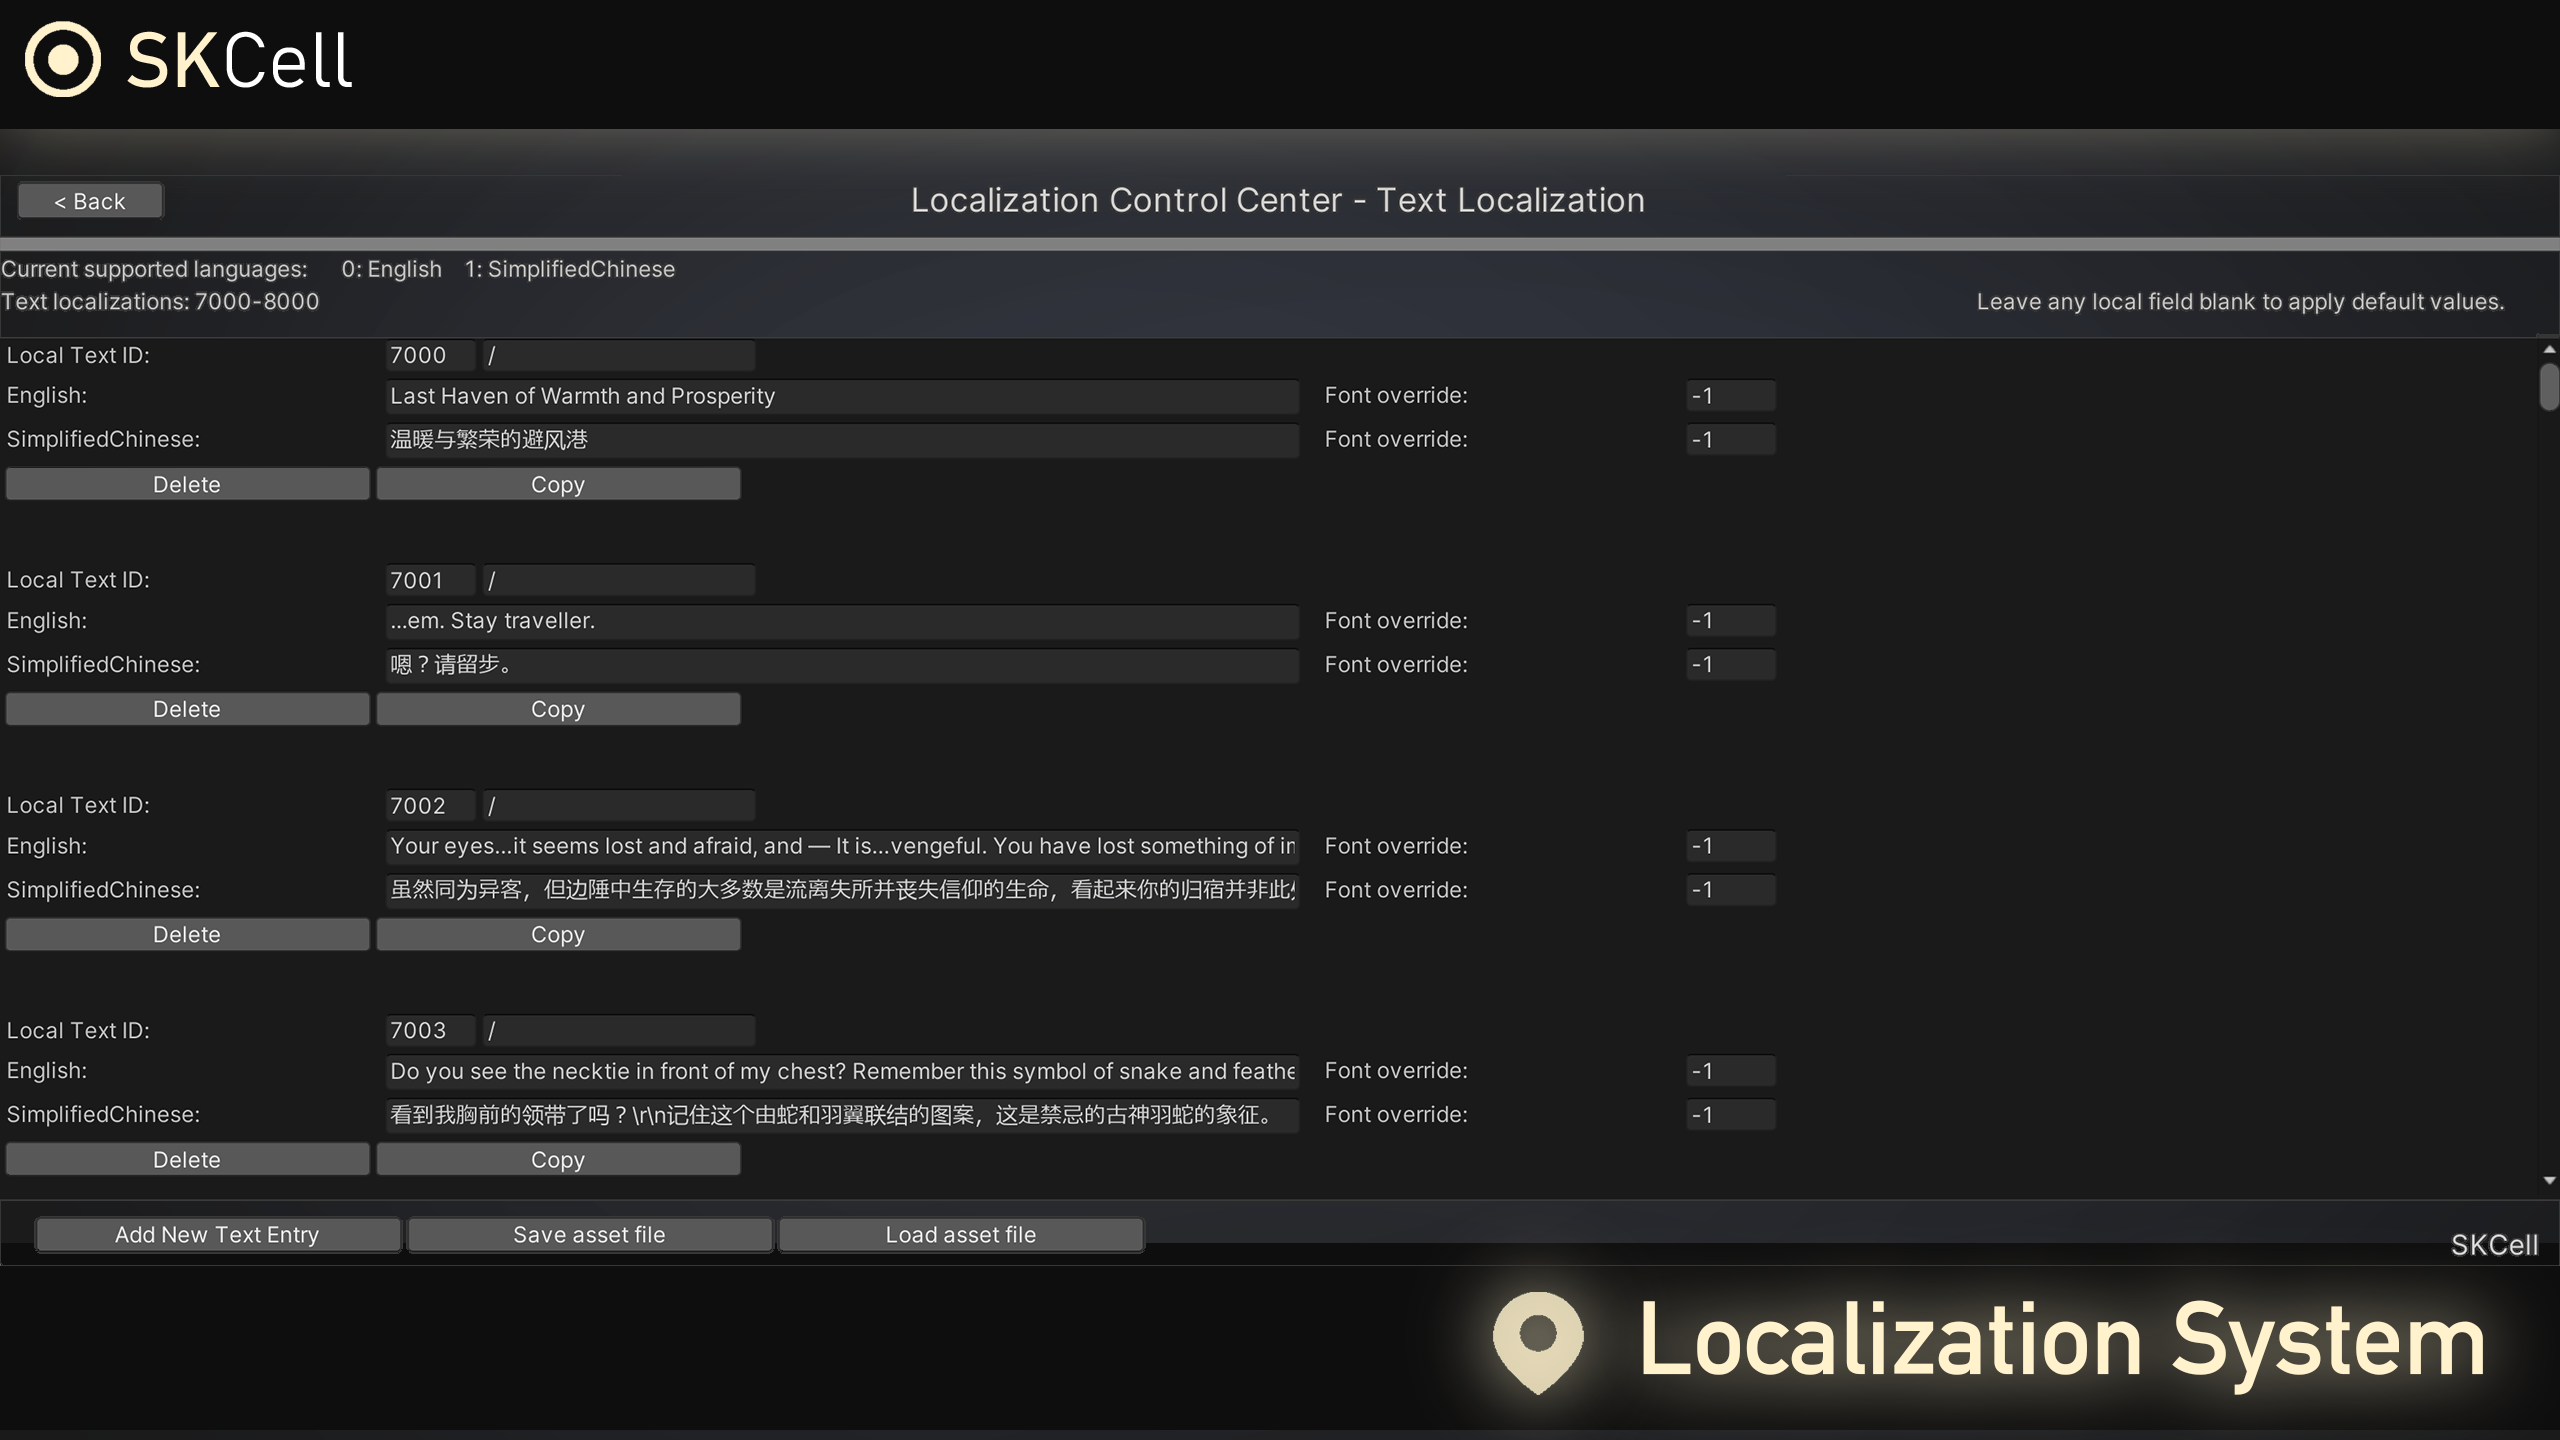 SKCell
< Back
Localization Control Center - Text Localization
Current supported languages: 0: English 1: SimplifiedChinese
Text localizations: 7000-8000
Leave any local field blank to apply default values.
Local Text ID: 7000 /
English: Last Haven of Warmth and Prosperity Font override: -1
SimplifiedChinese: 温暖与繁荣的避风港 Font override: -1
Delete Copy
Local Text ID: 7001 /
English: ...em. Stay traveller. Font override: -1
SimplifiedChinese: 嗯？请留步。 Font override: -1
Delete Copy
Local Text ID: 7002 /
English: Your eyes...it seems lost and afraid, and — It is...vengeful. You have lost something of Font override: -1
SimplifiedChinese: 虽然同为异客，但边陲中生存的大多数是流离失所并丧失信仰的生命，看起来你的归宿并非此 Font override: -1
Delete Copy
Local Text ID: 7003 /
English: Do you see the necktie in front of my chest? Remember this symbol of snake and feathe Font override: -1
SimplifiedChinese: 看到我胸前的领带了吗？\r\n记住这个由蛇和羽翼联结的图案，这是禁忌的古神羽蛇的象征。 Font override: -1
Delete Copy
Add New Text Entry Save asset file Load asset file
SKCell
Localization System